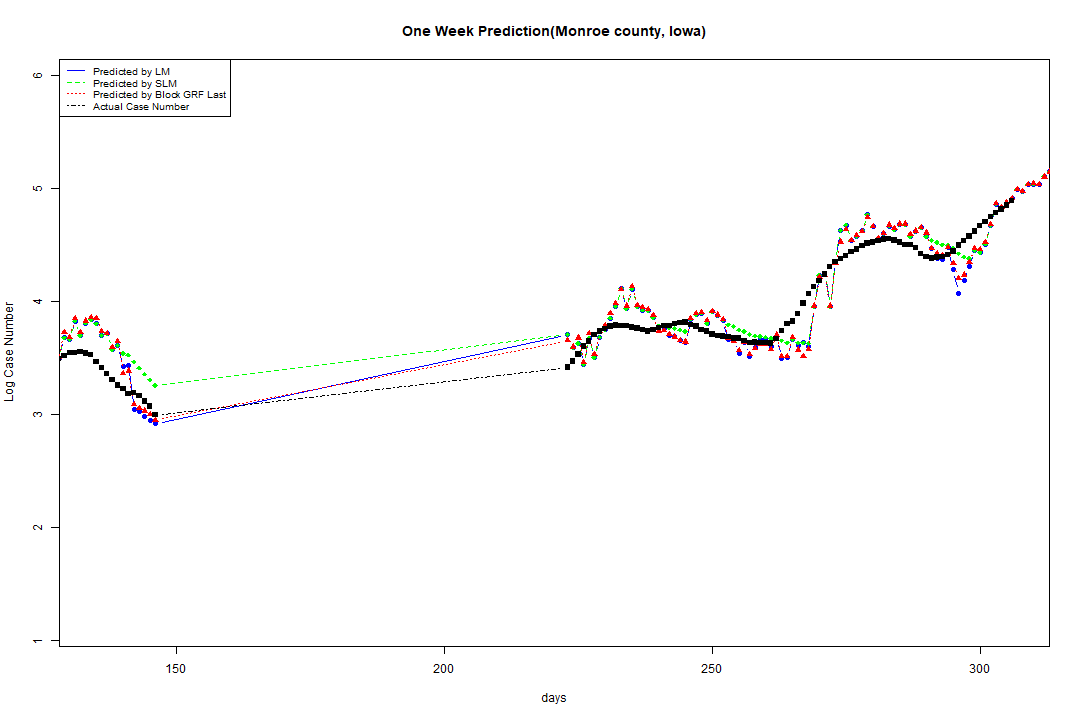 One Week Prediction(Monroe county, Iowa)
Predicted by LM
Predicted by SLM
Predicted by Block GRF Last
Actual Case Number
6
5
4
3
2
1
Log Case Number
150
200
250
300
days